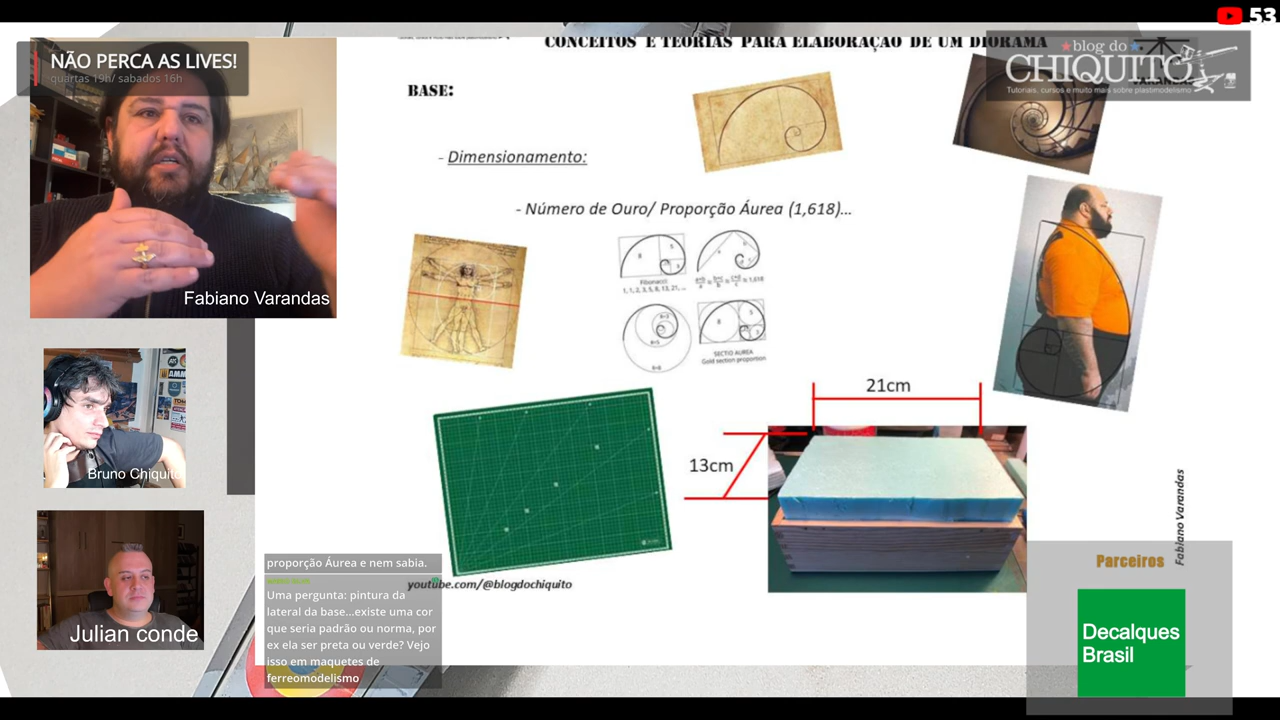 53
NÃO PERCA AS LIVES!
quartas 19h/ sabados 16h
Fabiano Varandas
Bruno Chiquito
Julian conde
CONCEITOS E TEORIAS PARA ELABORAÇÃO DE UM DIORAMA
blog do
CHIQUITO
Tutoriais, cursos e muito mais sobre plastimodelismo
BASE:
- Dimensionamento:
- Número de Ouro/ Proporção Áurea (1,618)...
Fibonacci
1, 1, 2, 3, 5, 8, 13, 21, ...
SECTIO AUREA
Gold section proportion
21cm
13cm
youtube.com/@blogdochiquito
Fabiano Varandas
proporção Áurea e nem sabia.
Uma pergunta: pintura da
lateral da base...existe uma cor
que seria padrão ou norma, por
ex ela ser preta ou verde? Vejo
isso em maquetes de
ferreomodelismo
Parceiros
Decalques
Brasil